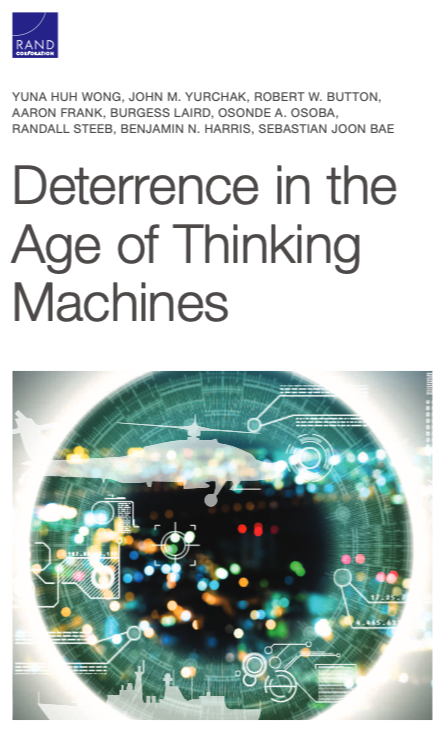 RAND
CORPORATION
YUNA HUH WONG, JOHN M. YURCHAK, ROBERT W. BUTTON,
AARON FRANK, BURGESS LAIRD, OSONDE A. OSOBA,
RANDALL STEEB, BENJAMIN N. HARRIS, SEBASTIAN JOON BAE
Deterrence in the
Age of Thinking
Machines